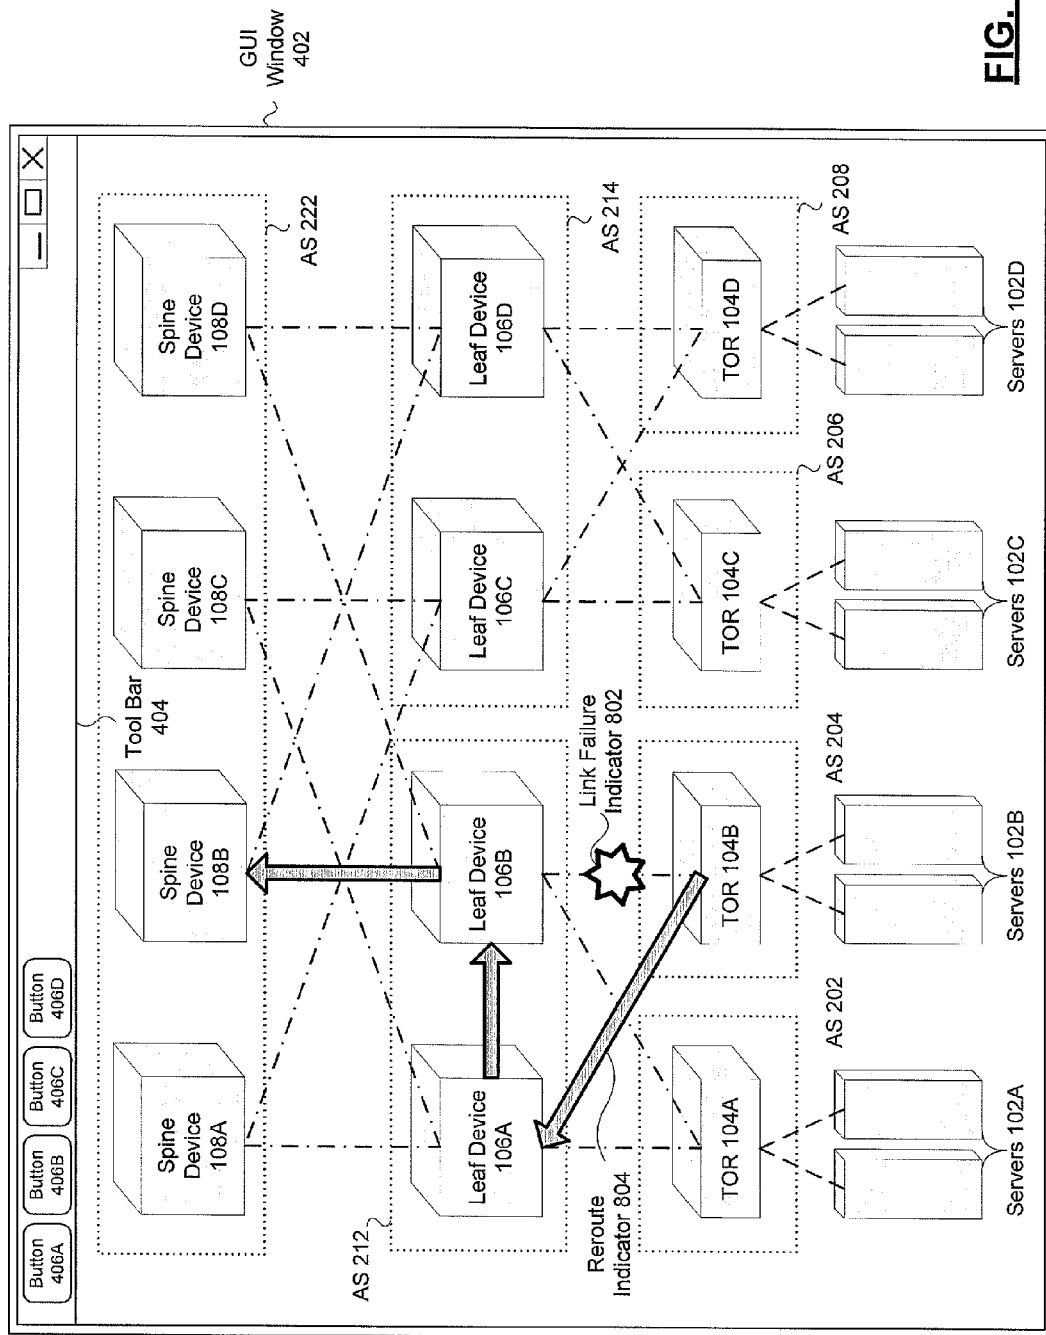 Button
406A
Button
406B
Button
406C
Button
406D
GUI
Window
402
Tool Bar
404
Spine
Device
108A
Spine
Device
108B
Spine
Device
108C
Spine
Device
108D
AS 222
AS 212
Leaf Device
106A
Leaf Device
106B
Leaf Device
106C
Leaf Device
106D
AS 214
Reroute
Indicator 804
Link Failure
Indicator 802
TOR 104A
TOR 104B
TOR 104C
TOR 104D
AS 202
AS 204
AS 206
AS 208
Servers 102A
Servers 102B
Servers 102C
Servers 102D
FIG.